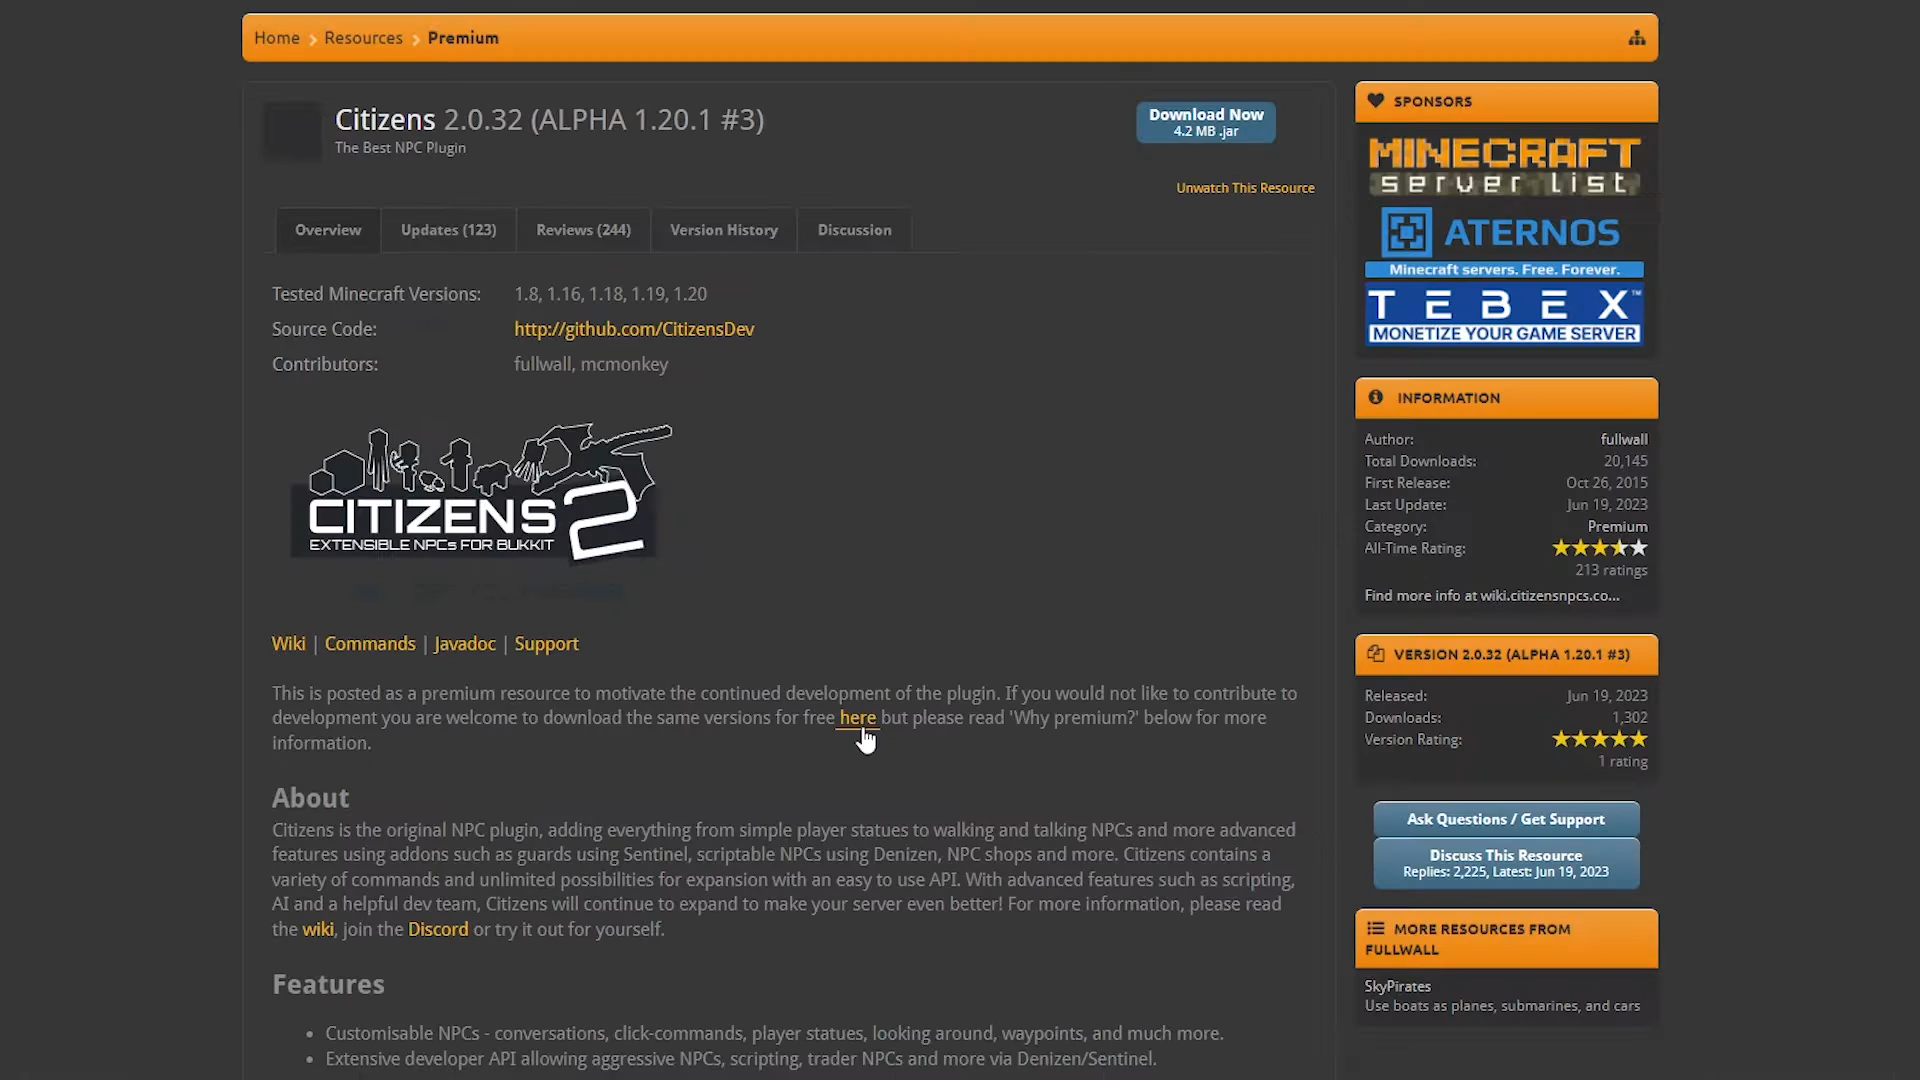 Home
Resources
Premium
Citizens 2.0.32 (ALPHA 1.20.1 #3)
The Best NPC Plugin
Download Now
4.2 MB .jar
Unwatch This Resource
Overview
Updates (123)
Reviews (244)
Version History
Discussion
Tested Minecraft Versions: 1.8, 1.16, 1.18, 1.19, 1.20
Source Code: http://github.com/CitizensDev
Contributors: fullwall, mcmonkey
CITIZENS 2
EXTENSIBLE NPCs FOR BUKKIT
Wiki | Commands | Javadoc | Support
This is posted as a premium resource to motivate the continued development of the plugin. If you would not like to contribute to
development you are welcome to download the same versions for free here but please read 'Why premium?' below for more
information.
About
Citizens is the original NPC plugin, adding everything from simple player statues to walking and talking NPCs and more advanced
features using addons such as guards using Sentinel, scriptable NPCs using Denizen, NPC shops and more. Citizens contains a
variety of commands and unlimited possibilities for expansion with an easy to use API. With advanced features such as scripting,
AI and a helpful dev team, Citizens will continue to expand to make your server even better! For more information, please read
the wiki, join the Discord or try it out for yourself.
Features
• Customisable NPCs - conversations, click-commands, player statues, looking around, waypoints, and much more.
• Extensive developer API allowing aggressive NPCs, scripting, trader NPCs and more via Denizen/Sentinel.
SPONSORS
MINECRAFT
server list
ATERNOS
Minecraft servers. Free. Forever.
TEBEX™
MONETIZE YOUR GAME SERVER
INFORMATION
Author: fullwall
Total Downloads: 20,145
First Release: Oct 26, 2015
Last Update: Jun 19, 2023
Category: Premium
All-Time Rating:
213 ratings
Find more info at wiki.citizensnpcs.co...
VERSION 2.0.32 (ALPHA 1.20.1 #3)
Released: Jun 19, 2023
Downloads: 1,302
Version Rating:
1 rating
Ask Questions / Get Support
Discuss This Resource
Replies: 2,225, Latest: Jun 19, 2023
MORE RESOURCES FROM
FULLWALL
SkyPirates
Use boats as planes, submarines, and cars